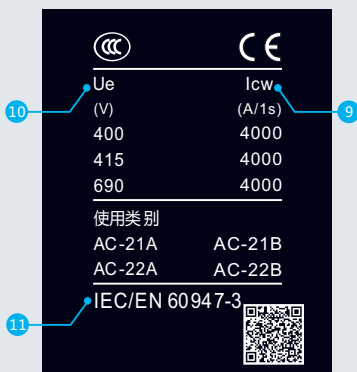 CCC CE
Ue Icw
10 9
(V) (A/1s)
400 4000
415 4000
690 4000
使用类别
AC-21A AC-21B
AC-22A AC-22B
IEC/EN 60947-3
11